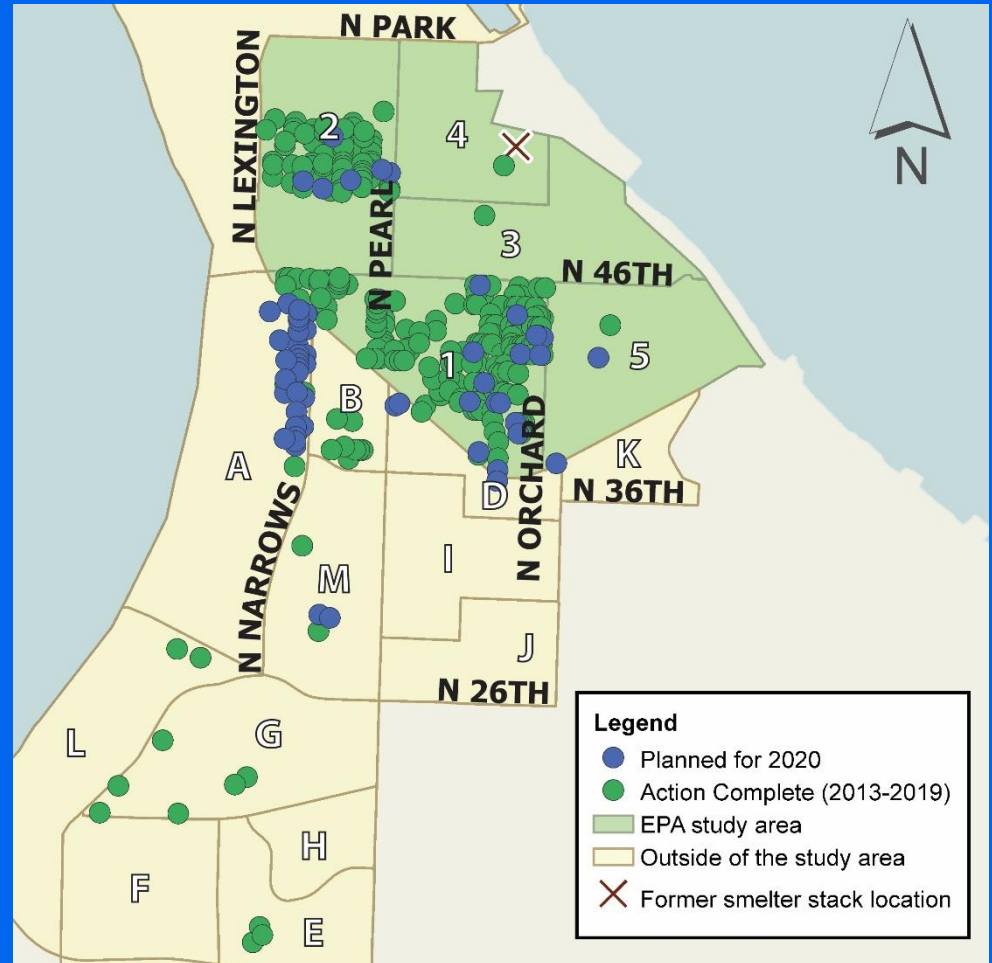 N PARK
N LEXINGTON
2
4
N
N PEARL
3
N 46TH
1
5
B
A
K
N 36TH
D
N ORCHARD
N NARROWS
M
I
J
N 26TH
L
G
H
F
E
Legend
Planned for 2020
Action Complete (2013-2019)
EPA study area
Outside of the study area
Former smelter stack location